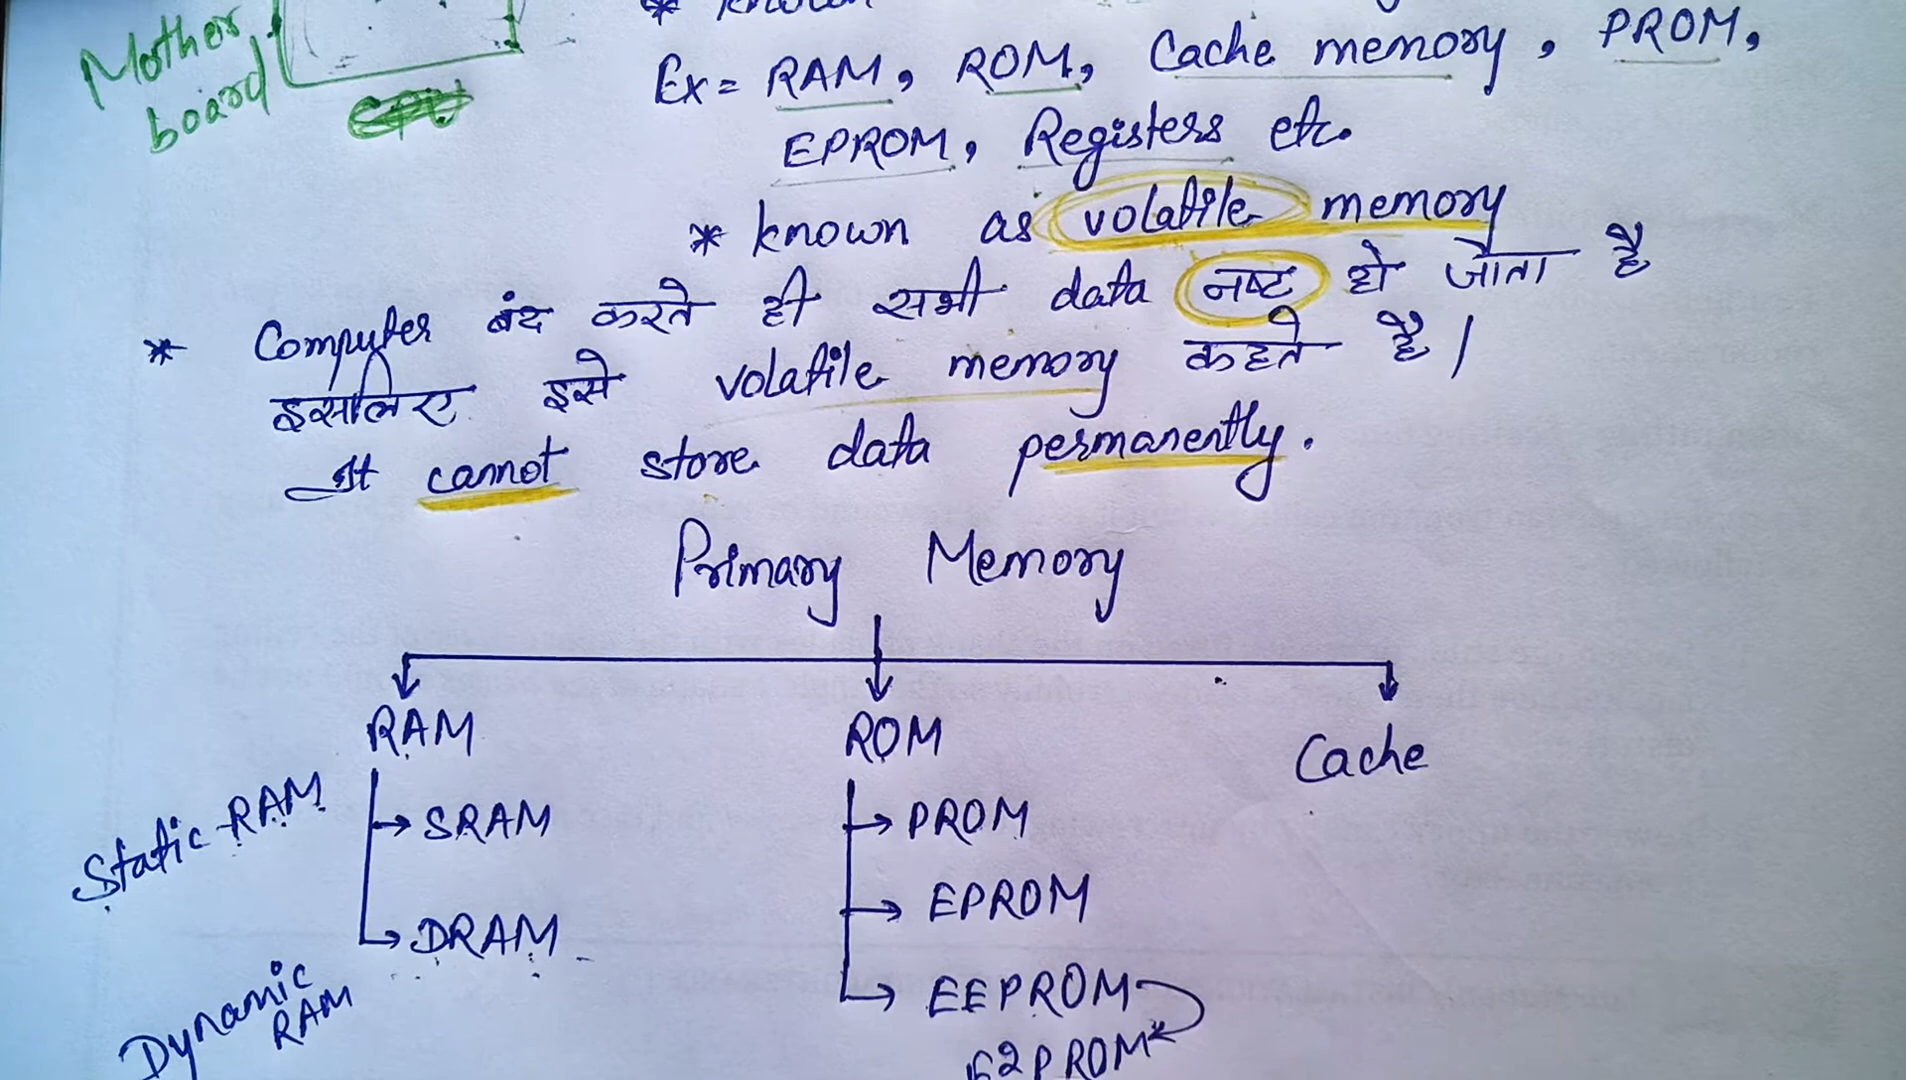 * known
Mother
board
Ex = RAM, ROM, Cache memory, PROM,
EPROM, Registers etc.
* known as volatile memory
* Computer बंद करते ही सभी data नष्ट हो जाता है
इसलिए इसे volatile memory कहते है।
It cannot store data permanently.
Primary Memory
RAM ROM Cache
Static RAM
SRAM PROM
EPROM
DRAM
Dynamic
RAM
EEPROM
E2PROM